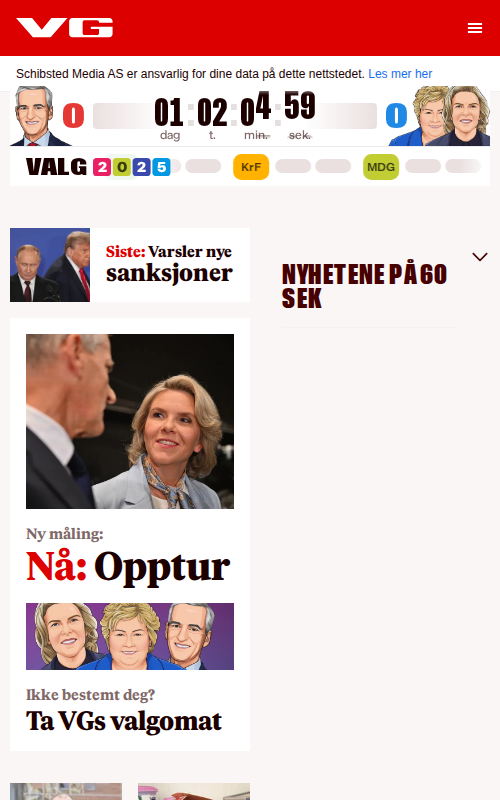 VG
Schibsted Media AS er ansvarlig for dine data på dette nettstedet. Les mer her
0 01 : 02 : 04 : 59 0
dag t. min. sek.
VALG 2025 KrF MDG
Siste: Varsler nye
sanksjoner
NYHETENE PÅ 60
SEK
Ny måling:
Nå: Opptur
Ikke bestemt deg?
Ta VGs valgomat